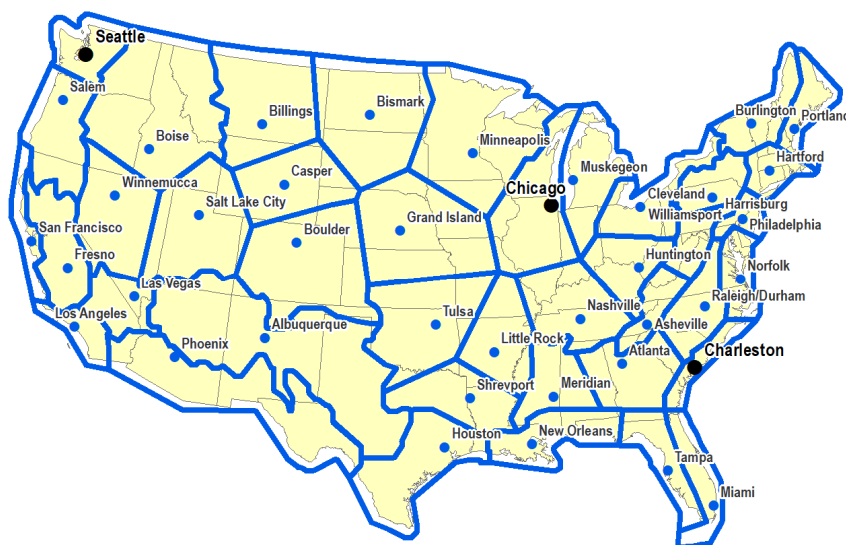 Seattle
Salem
Boise
Billings
Bismark
Minneapolis
Burlington
Portland
Hartford
Muskegeon
Chicago
Cleveland
Williamsport
Harrisburg
Philadelphia
Winnemucca
Casper
Salt Lake City
Grand Island
Boulder
San Francisco
Fresno
Huntington
Norfolk
Las Vegas
Raleigh/Durham
Los Angeles
Albuquerque
Tulsa
Nashville
Asheville
Phoenix
Little Rock
Atlanta
Charleston
Shrevport
Meridian
Houston
New Orleans
Tampa
Miami